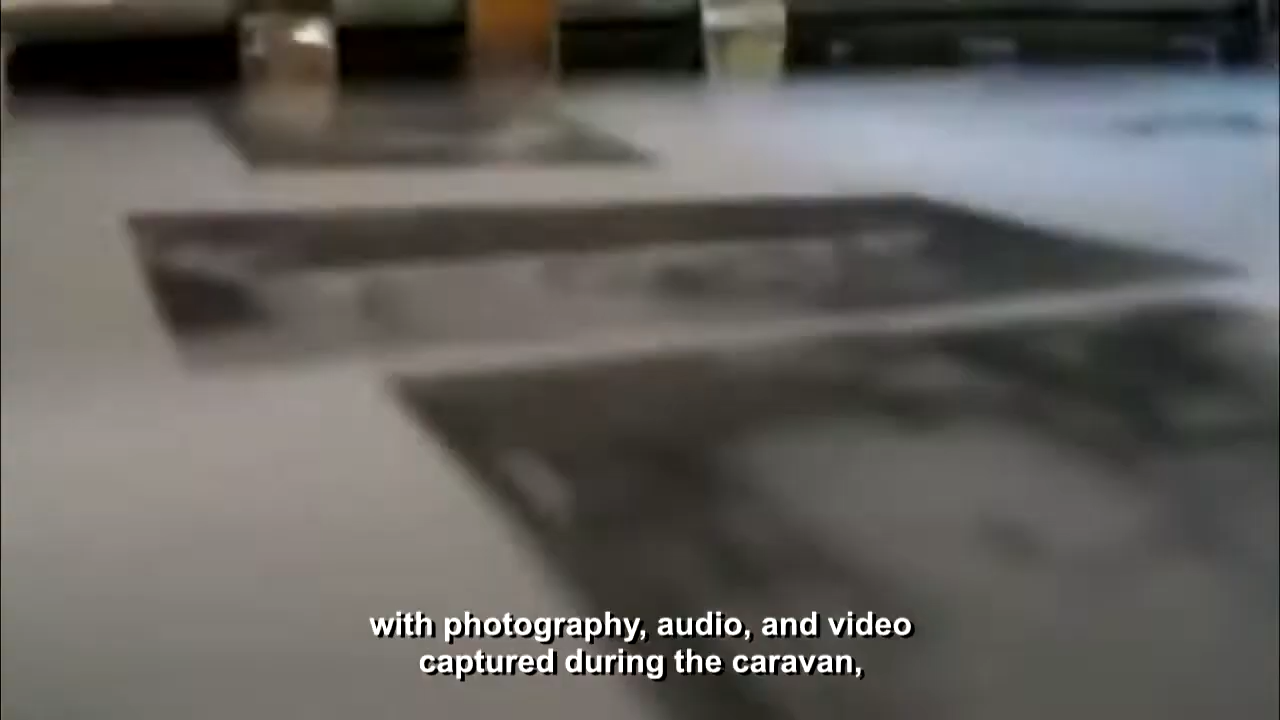 with photography, audio, and video
captured during the caravan,